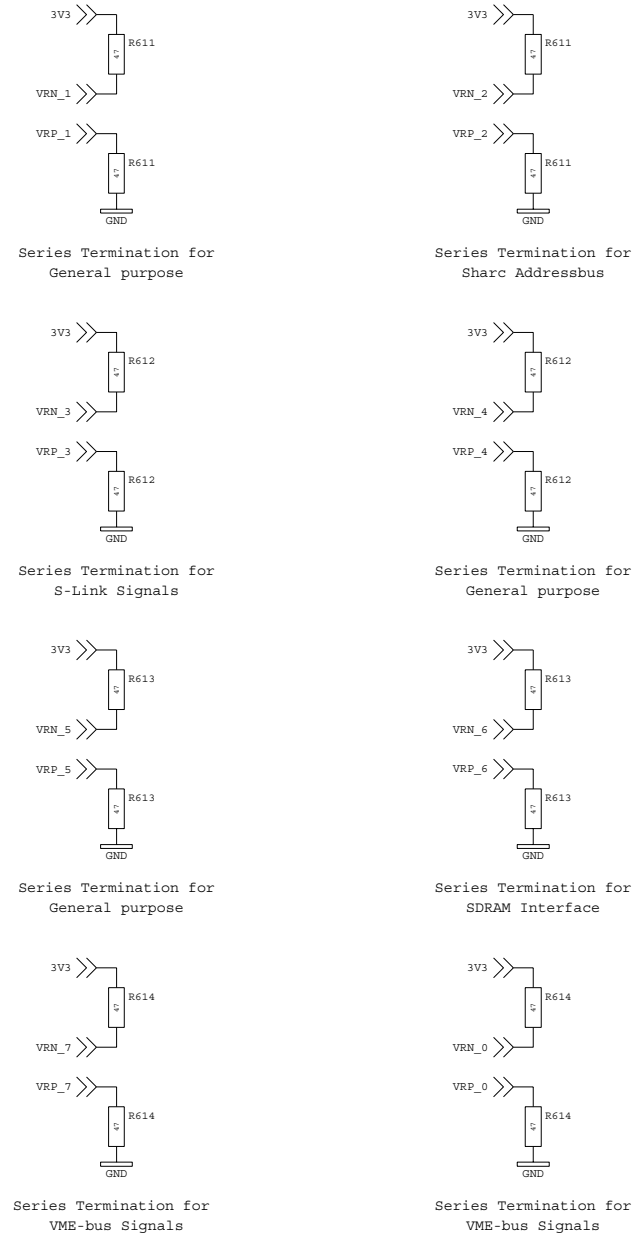 3V3
R611
47
VRN_1
VRP_1
R611
47
GND
Series Termination for
General purpose
3V3
R611
47
VRN_2
VRP_2
R611
47
GND
Series Termination for
Sharc Addressbus
3V3
R612
47
VRN_3
VRP_3
R612
47
GND
Series Termination for
S-Link Signals
3V3
R612
47
VRN_4
VRP_4
R612
47
GND
Series Termination for
General purpose
3V3
R613
47
VRN_5
VRP_5
R613
47
GND
Series Termination for
General purpose
3V3
R613
47
VRN_6
VRP_6
R613
47
GND
Series Termination for
SDRAM Interface
3V3
R614
47
VRN_7
VRP_7
R614
47
GND
Series Termination for
VME-bus Signals
3V3
R614
47
VRN_0
VRP_0
R614
47
GND
Series Termination for
VME-bus Signals